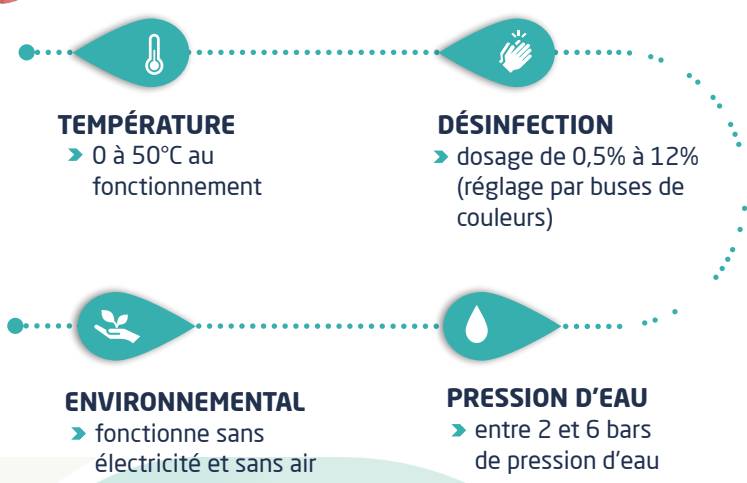 TEMPÉRATURE
0 à 50°C au
fonctionnement
DÉSINFECTION
dosage de 0,5% à 12%
(réglage par buses de
couleurs)
ENVIRONNEMENTAL
fonctionne sans
électricité et sans air
PRESSION D'EAU
entre 2 et 6 bars
de pression d'eau